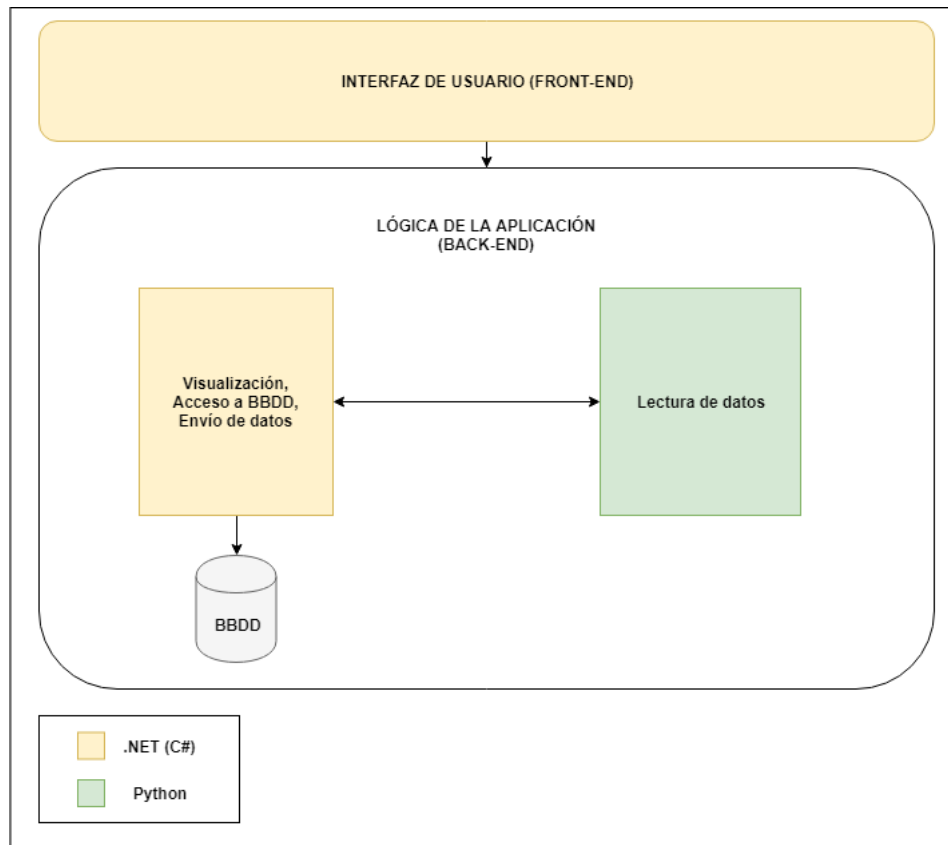 INTERFAZ DE USUARIO (FRONT-END)
LÓGICA DE LA APLICACIÓN
(BACK-END)
Visualización,
Acceso a BBDD,
Envío de datos
Lectura de datos
BBDD
.NET (C#)
Python